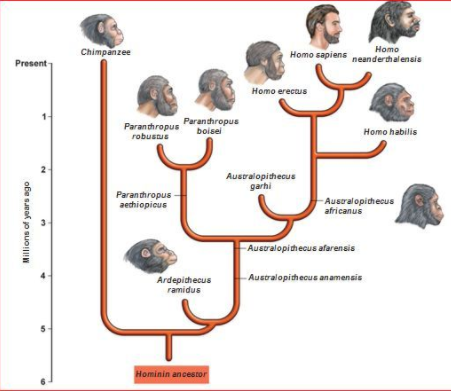 Chimpanzee
Homo sapiens
Homo
neanderthalensis
Present
Homo erectus
1
Paranthropus
robustus
Paranthropus
boisei
Homo habilis
2
Australopithecus
garhi
Paranthropus
aethiopicus
Australopithecus
africanus
3
Millions of years ago
Australopithecus afarensis
4
Ardepithecus
ramidus
Australopithecus anamensis
5
Hominin ancestor
6